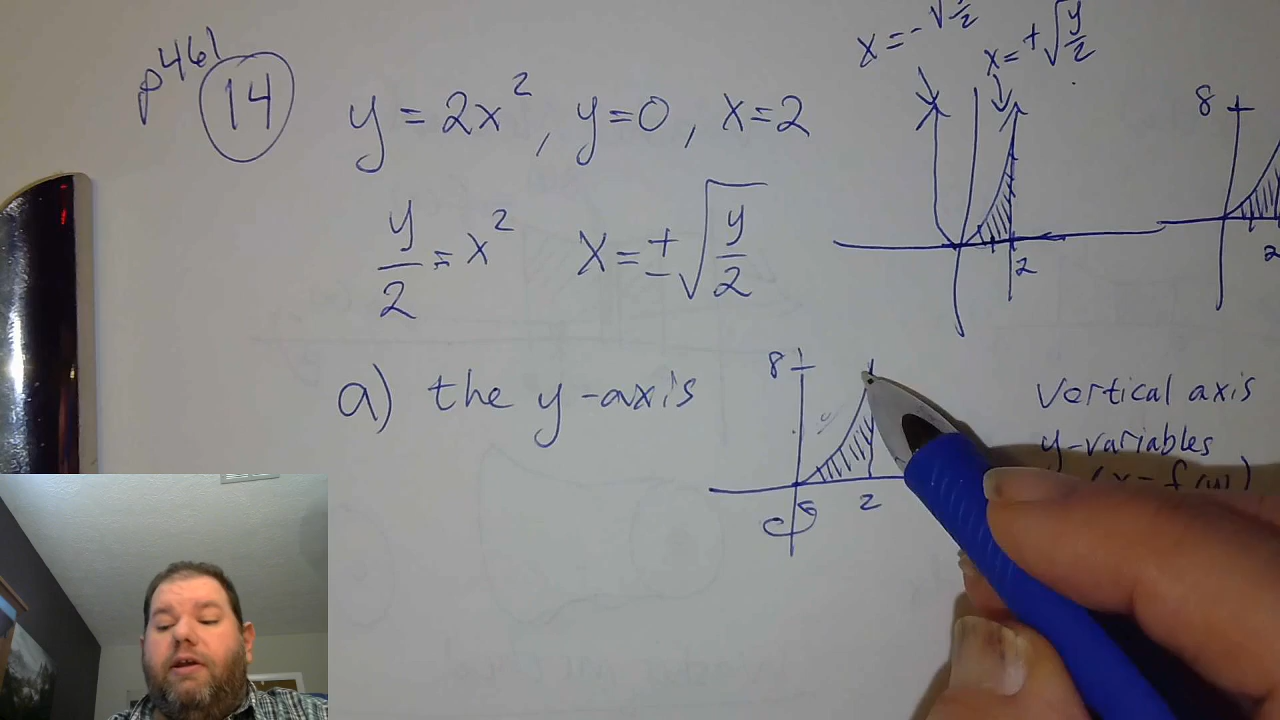 p461
14
y = 2x², y=0, x=2
y/2 = x²   x = ±√(y/2)
x = -√(y/2)
x = +√(y/2)
2
8
2
a) the y-axis
8
2
Vertical axis
y-variables
(x = f(y))